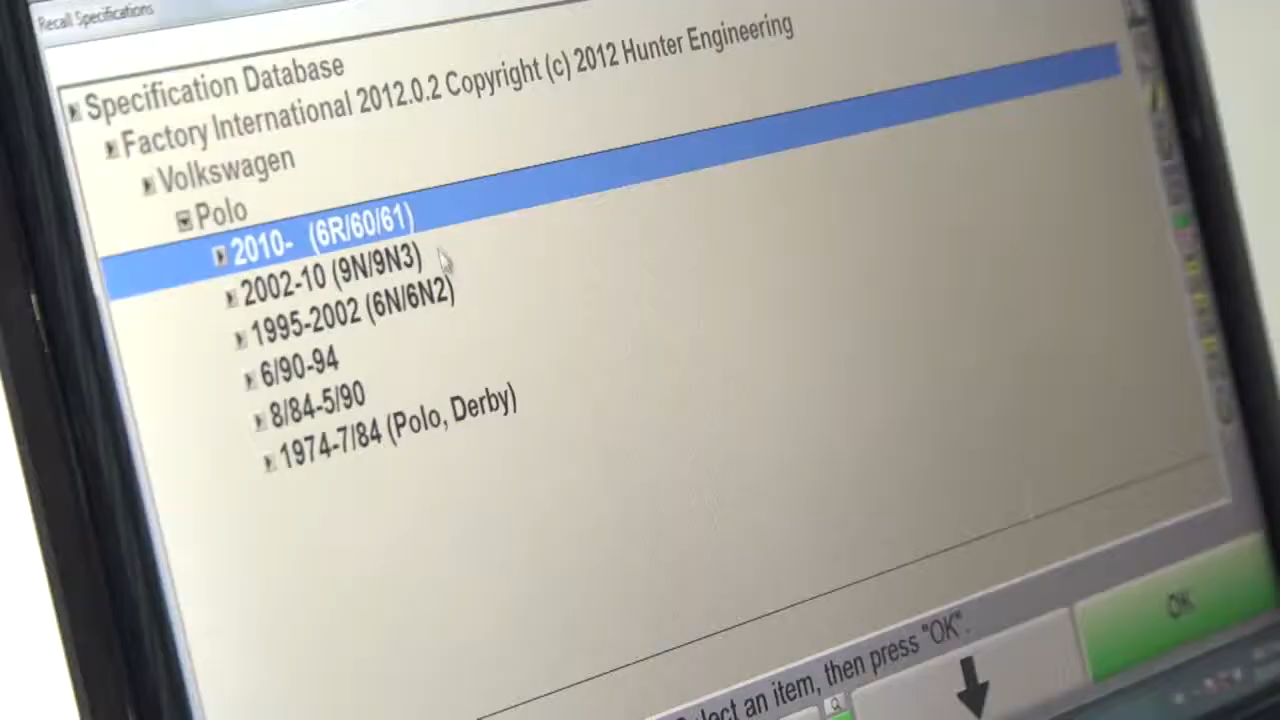 Recall Specifications
Specification Database
Factory International 2012.0.2 Copyright (c) 2012 Hunter Engineering
Volkswagen
Polo
2010- (6R/60/61)
2002-10 (9N/9N3)
1995-2002 (6N/6N2)
6/90-94
8/84-5/90
1974-7/84 (Polo, Derby)
Select an item, then press "OK".
OK